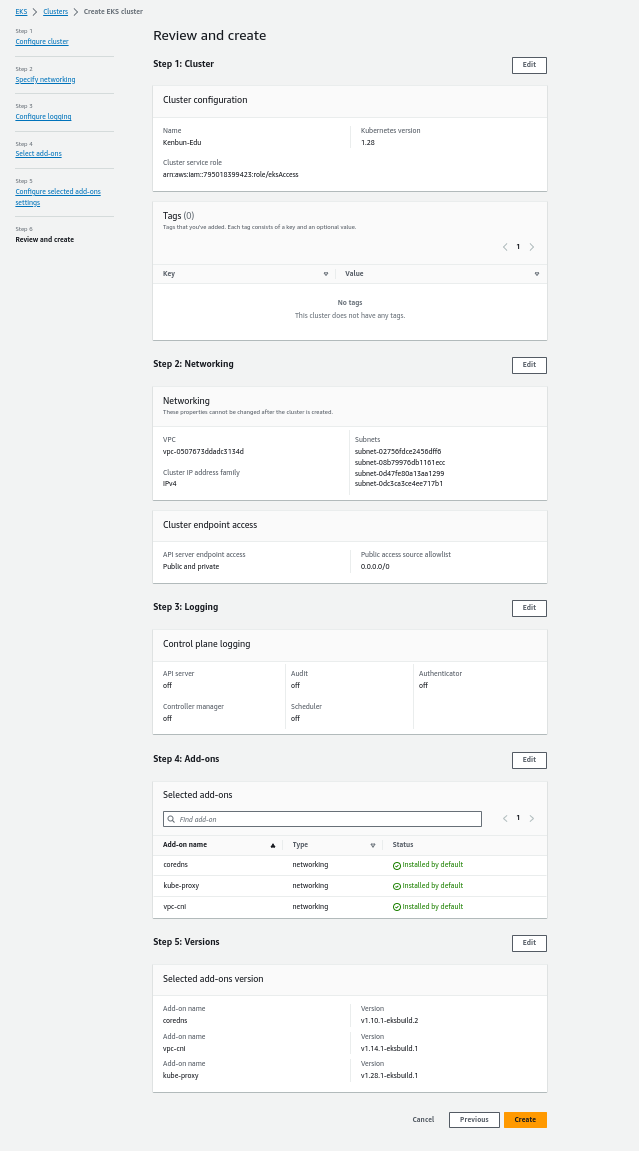 EKS > Clusters > Create EKS cluster
Step 1
Configure cluster
Step 2
Specify networking
Step 3
Configure logging
Step 4
Select add-ons
Step 5
Configure selected add-ons
settings
Step 6
Review and create
Review and create
Step 1: Cluster Edit
Cluster configuration
Name Kubernetes version
Kenbun-Edu 1.28
Cluster service role
arn:aws:iam::795018399423:role/eksAccess
Tags (0)
Tags that you've added. Each tag consists of a key and an optional value.
1
Key Value
No tags
This cluster does not have any tags.
Step 2: Networking Edit
Networking
These properties cannot be changed after the cluster is created.
VPC Subnets
vpc-0507673ddadc3134d subnet-02756fdce2456dff6
subnet-08b79976db1161ecc
Cluster IP address family subnet-0d47fe80a13aa1299
IPv4 subnet-0dc3ca3ce4ee717b1
Cluster endpoint access
API server endpoint access Public access source allowlist
Public and private 0.0.0.0/0
Step 3: Logging Edit
Control plane logging
API server Audit Authenticator
off off off
Controller manager Scheduler
off off
Step 4: Add-ons Edit
Selected add-ons
Find add-on 1
Add-on name Type Status
coredns networking Installed by default
kube-proxy networking Installed by default
vpc-cni networking Installed by default
Step 5: Versions Edit
Selected add-ons version
Add-on name Version
coredns v1.10.1-eksbuild.2
Add-on name Version
vpc-cni v1.14.1-eksbuild.1
Add-on name Version
kube-proxy v1.28.1-eksbuild.1
Cancel Previous Create